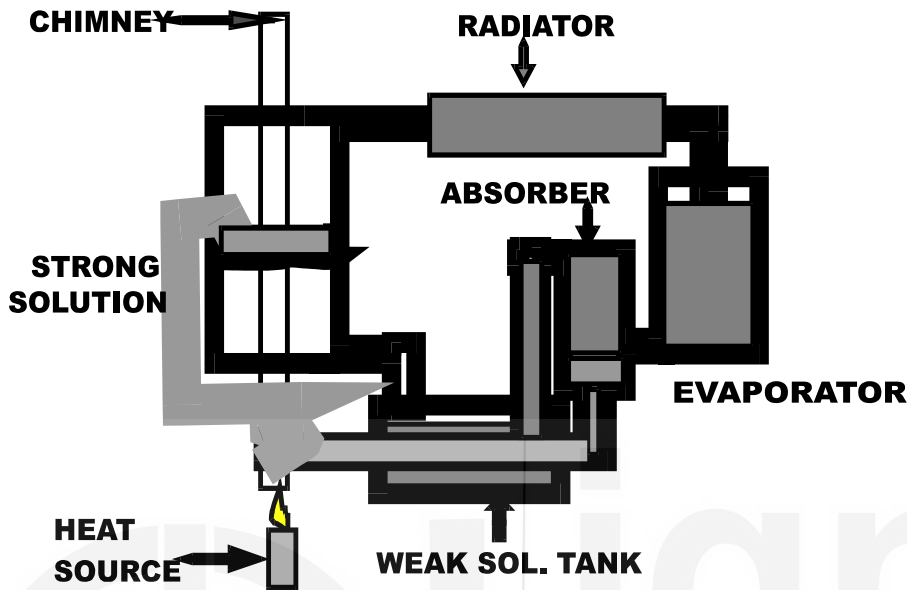 CHIMNEY
RADIATOR
ABSORBER
STRONG
SOLUTION
EVAPORATOR
HEAT
SOURCE
WEAK SOL. TANK